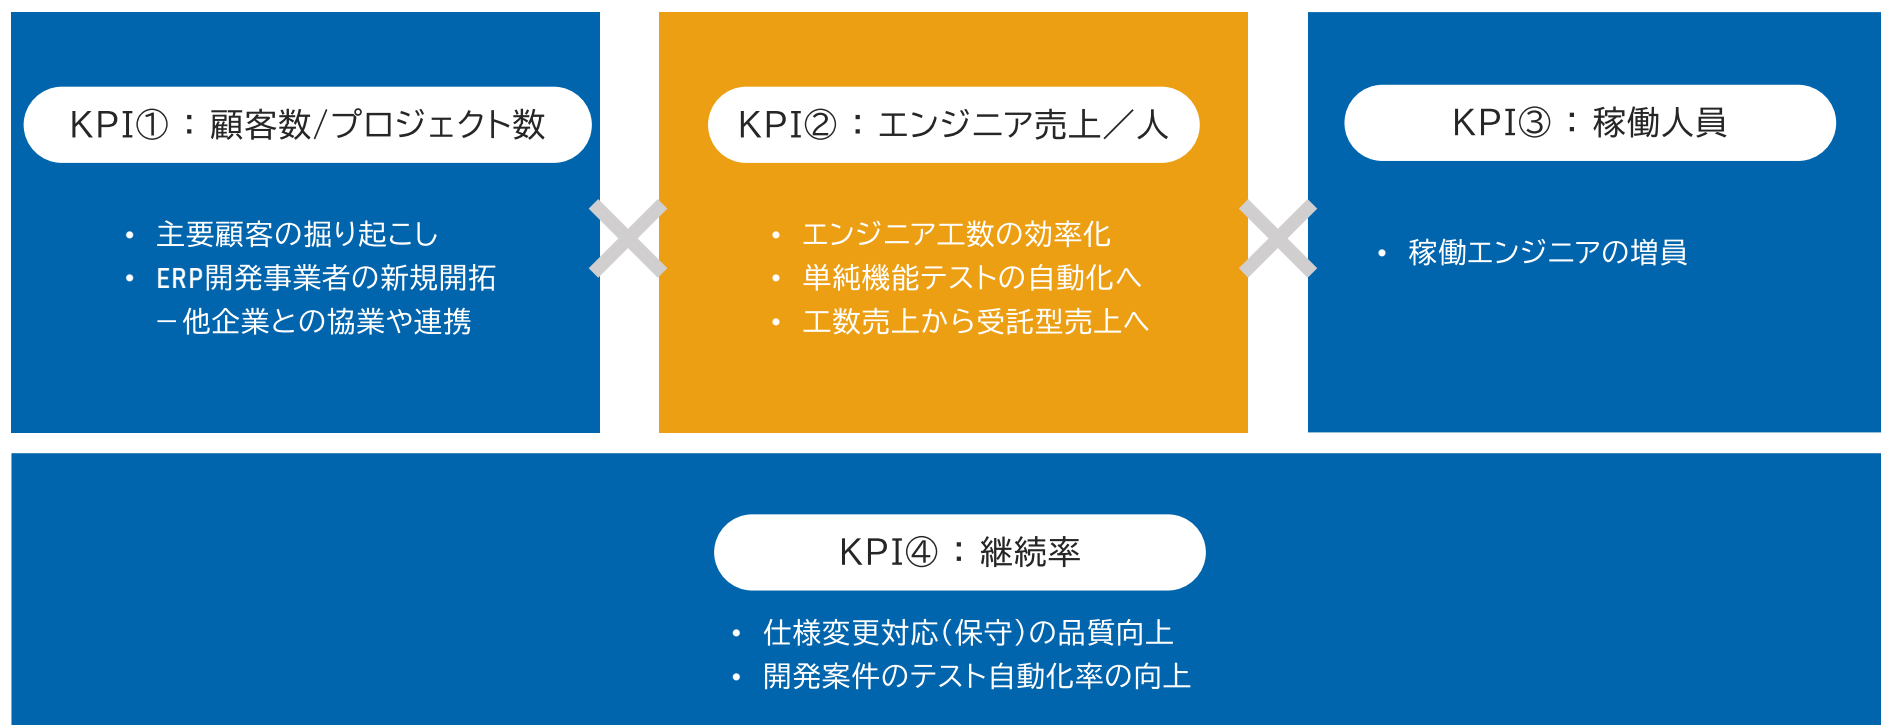 KPI①：顧客数/プロジェクト数
• 主要顧客の掘り起こし
• ERP開発事業者の新規開拓
－他企業との協業や連携
KPI②：エンジニア売上／人
• エンジニア工数の効率化
• 単純機能テストの自動化へ
• 工数売上から受託型売上へ
KPI③：稼働人員
• 稼働エンジニアの増員
KPI④：継続率
• 仕様変更対応（保守）の品質向上
• 開発案件のテスト自動化率の向上